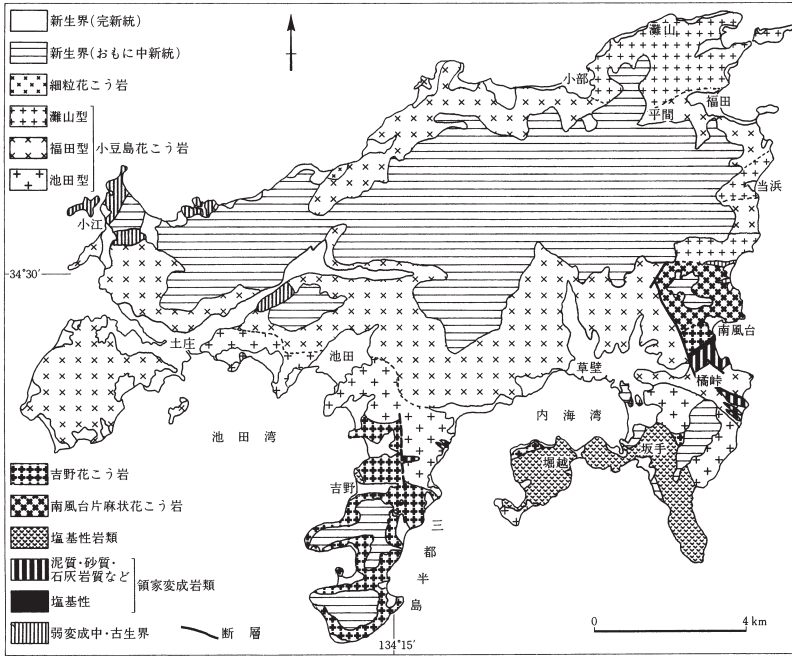 新生界(完新統)
新生界(おもに中新統)
細粒花こう岩
灘山型
福田型
小豆島花こう岩
池田型
灘山
小部
平間
福田
当浜
小江
34°30′
南風台
土庄
池田
草壁
橘峠
池田湾
内海湾
坂手
堀越
吉野
三都半島
吉野花こう岩
南風台片麻状花こう岩
塩基性岩類
泥質・砂質・
石灰岩質など
領家変成岩類
塩基性
弱変成中・古生界
断層
0 4 km
134°15′